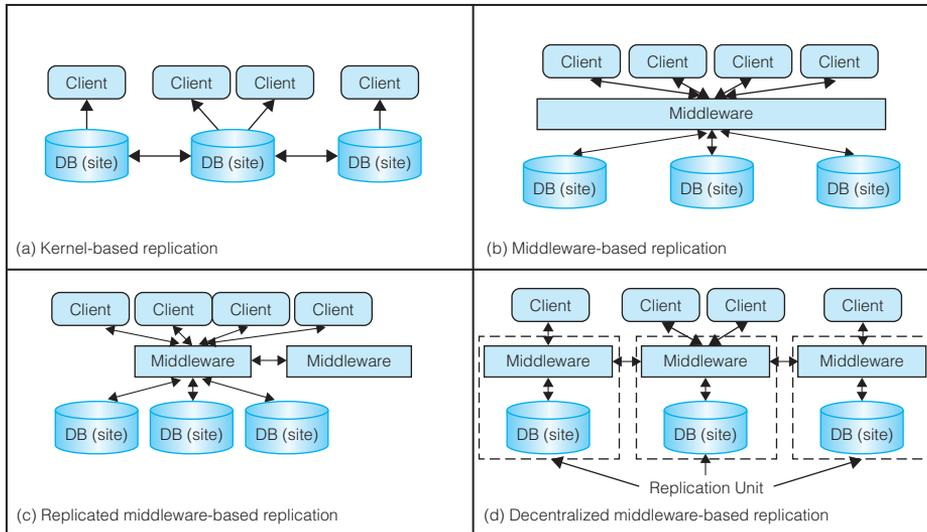 Client
Client
Client
Client
DB (site)
DB (site)
DB (site)
(a) Kernel-based replication
Client
Client
Client
Client
Middleware
DB (site)
DB (site)
DB (site)
(b) Middleware-based replication
Client
Client
Client
Client
Middleware
Middleware
DB (site)
DB (site)
DB (site)
(c) Replicated middleware-based replication
Client
Client
Client
Client
Middleware
Middleware
Middleware
DB (site)
DB (site)
DB (site)
Replication Unit
(d) Decentralized middleware-based replication